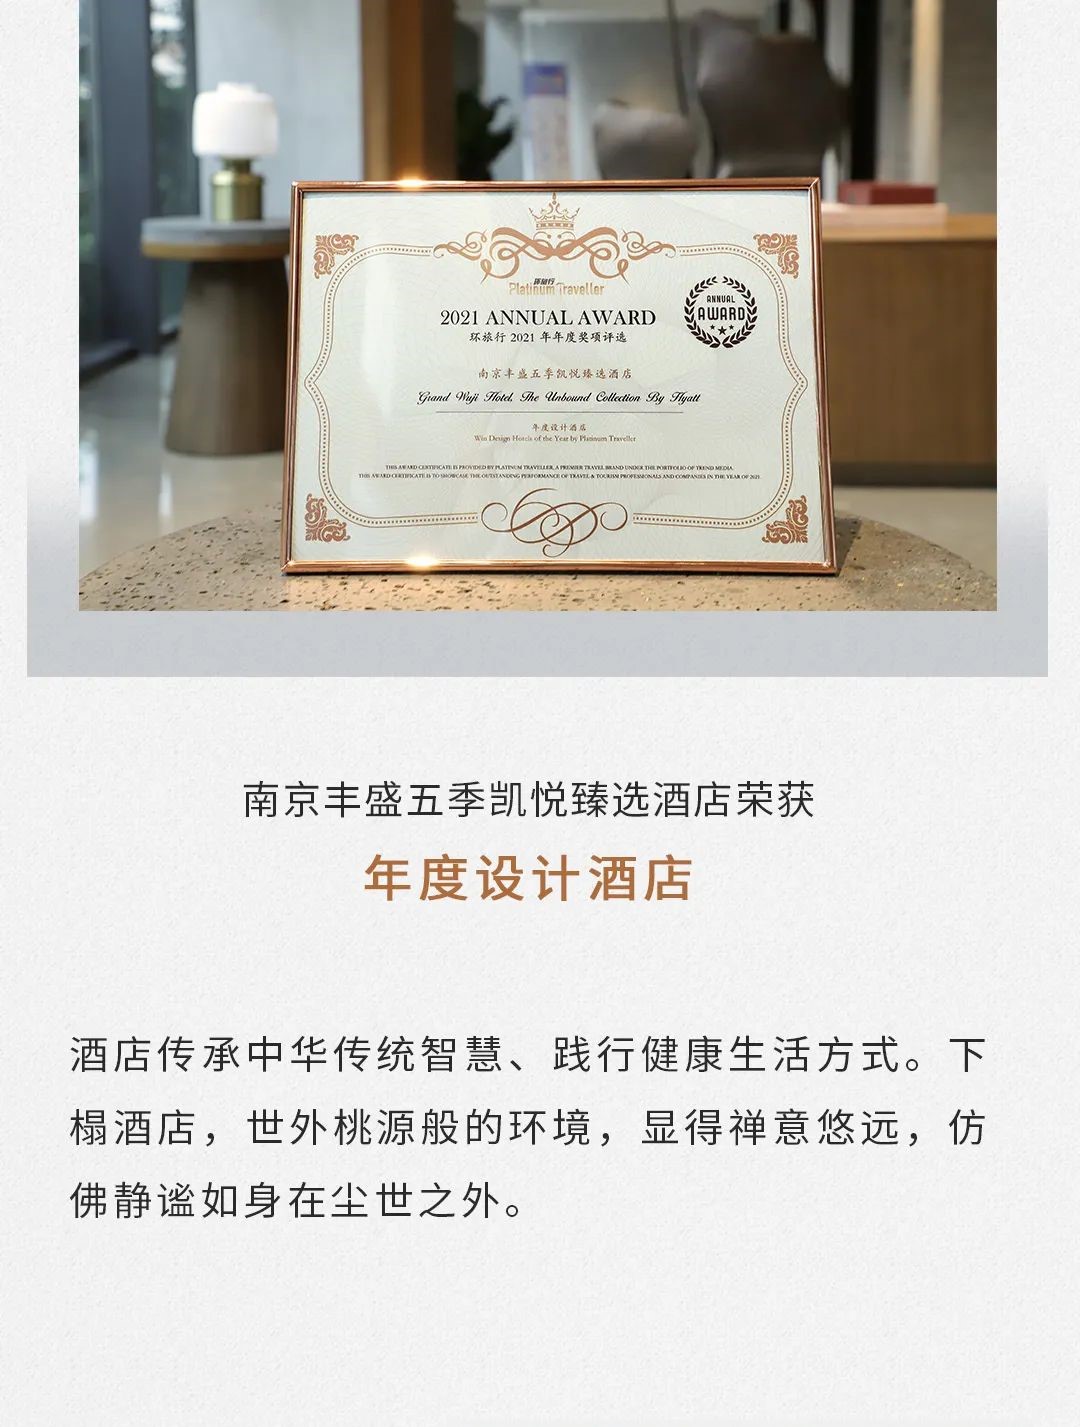 环旅行
Platinum Traveller
2021 ANNUAL AWARD
环旅行 2021 年年度奖项评选
ANNUAL
AWARD
南京丰盛五季凯悦臻选酒店
Grand Wuji Hotel, The Unbound Collection By Hyatt
年度设计酒店
Win Design Hotels of the Year by Platinum Traveller
THIS AWARD CERTIFICATE IS PROVIDED BY PLATINUM TRAVELLER, A PREMIER TRAVEL BRAND UNDER THE PORTFOLIO OF TREND MEDIA.
THIS AWARD CERTIFICATE IS TO SHOWCASE THE OUTSTANDING PERFORMANCE OF TRAVEL & TOURISM PROFESSIONALS AND COMPANIES IN THE YEAR OF 2021.
南京丰盛五季凯悦臻选酒店荣获
年度设计酒店
酒店传承中华传统智慧、践行健康生活方式。下
榻酒店，世外桃源般的环境，显得禅意悠远，仿
佛静谧如身在尘世之外。